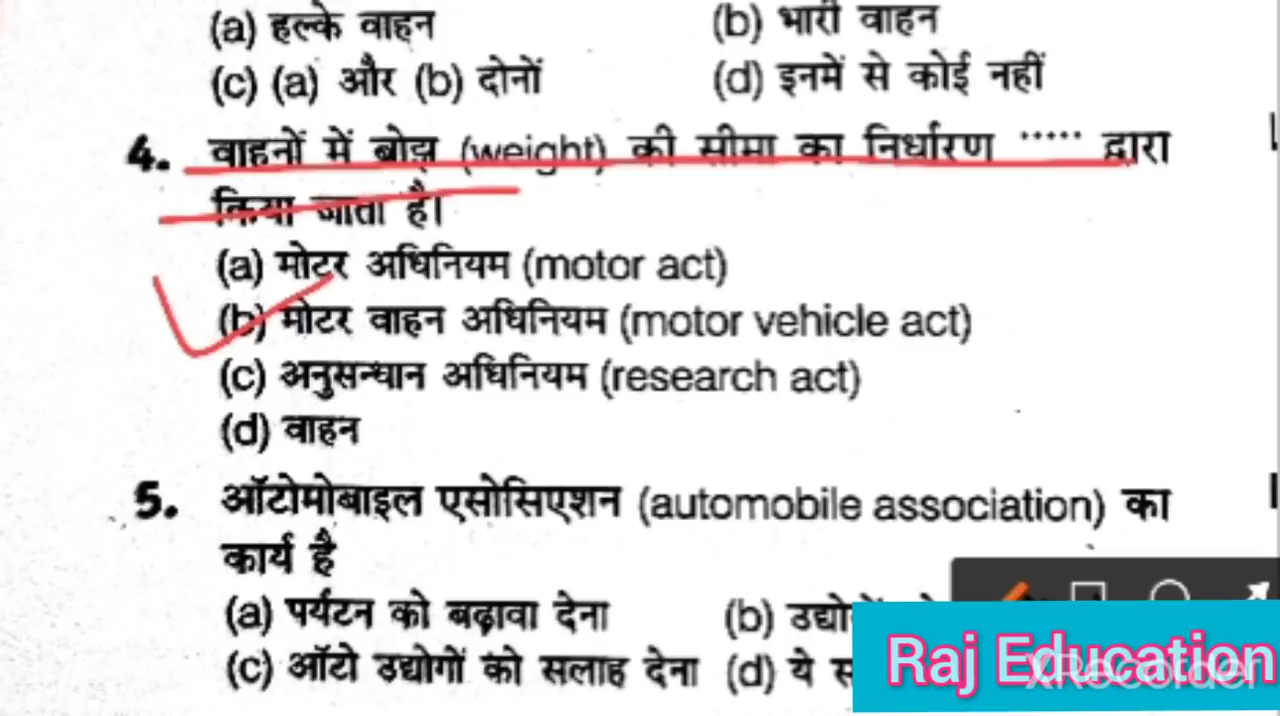 (a) हल्के वाहन (b) भारी वाहन
(c) (a) और (b) दोनों (d) इनमें से कोई नहीं
4. वाहनों में बोझ (weight) की सीमा का निर्धारण ..... द्वारा
किया जाता है।
(a) मोटर अधिनियम (motor act)
(b) मोटर वाहन अधिनियम (motor vehicle act)
(c) अनुसन्धान अधिनियम (research act)
(d) वाहन
5. ऑटोमोबाइल एसोसिएशन (automobile association) का
कार्य है
(a) पर्यटन को बढ़ावा देना (b)
(c) ऑटो उद्योगों को सलाह देना (d) ये
Raj Education
XRecorder